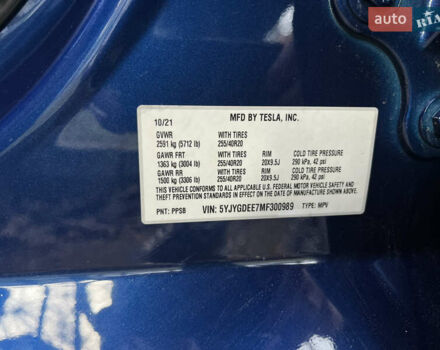 AUTO RIA
10/21 MFD BY TESLA, INC.
GVWR WITH TIRES
2591 kg (5712 lb) 255/40R20
GAWR FRT WITH TIRES RIM COLD TIRE PRESSURE
1363 kg (3004 lb) 255/40R20 20X9.5J 290 kPa, 42 psi
GAWR RR WITH TIRES RIM COLD TIRE PRESSURE
1500 kg (3306 lb) 255/40R20 20X9.5J 290 kPa, 42 psi
THIS VEHICLE CONFORMS TO ALL APPLICABLE U.S. FEDERAL MOTOR VEHICLE SAFETY AND
THEFT PREVENTION STANDARDS IN EFFECT ON THE DATE OF MANUFACTURE SHOWN ABOVE.
PNT: PPSB VIN: 5YJYGDEE7MF300989 TYPE: MPV